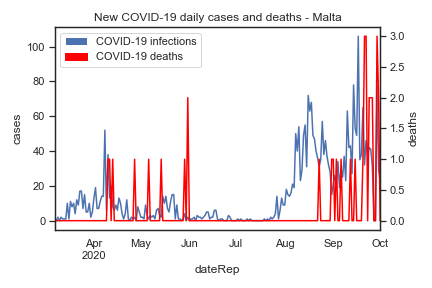 New COVID-19 daily cases and deaths - Malta
COVID-19 infections
COVID-19 deaths
cases
100
80
60
40
20
0
deaths
3.0
2.5
2.0
1.5
1.0
0.5
0.0
Apr May Jun Jul Aug Sep Oct
2020
dateRep